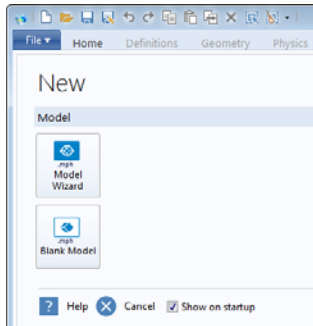 File Home Definitions Geometry Physics
New
Model
.mph
Model
Wizard
.mph
Blank Model
? Help Cancel Show on startup